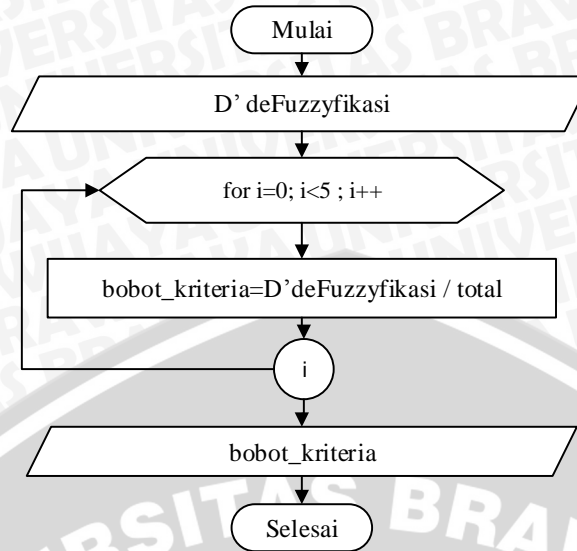 Mulai
D' deFuzzyfikasi
for i=0; i<5 ; i++
bobot_kriteria=D'deFuzzyfikasi / total
i
bobot_kriteria
Selesai